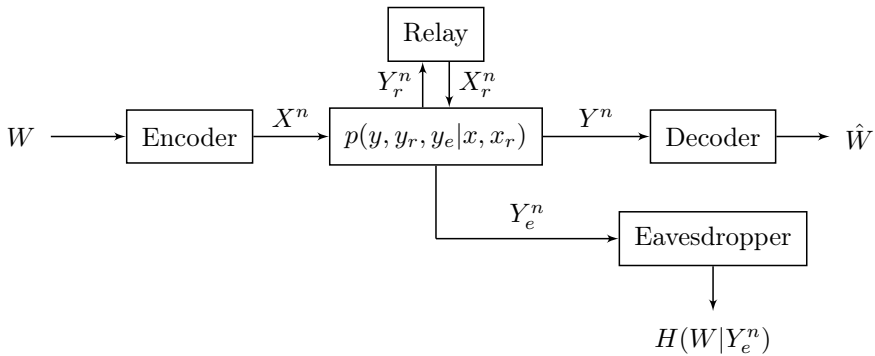 Relay
Y_r^n X_r^n
W Encoder X^n p(y, y_r, y_e|x, x_r) Y^n Decoder Ŵ
Y_e^n
Eavesdropper
H(W|Y_e^n)